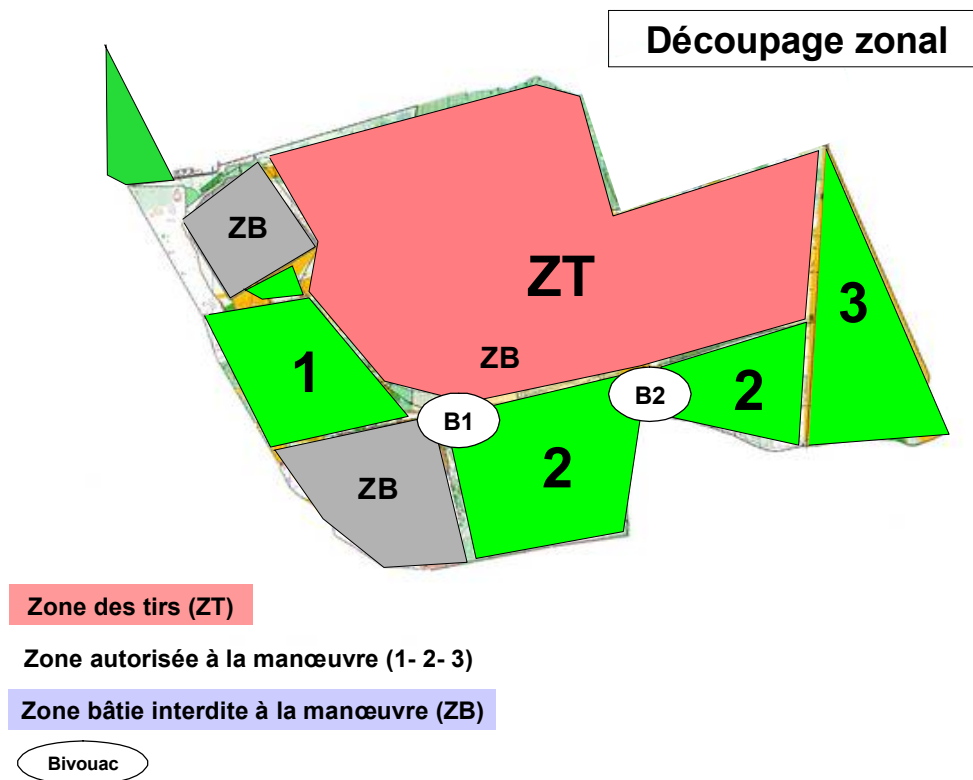 Découpage zonal
ZB
ZT
3
ZB
1
2
B2
B1
2
ZB
Zone des tirs (ZT)
Zone autorisée à la manœuvre (1- 2- 3)
Zone bâtie interdite à la manœuvre (ZB)
Bivouac